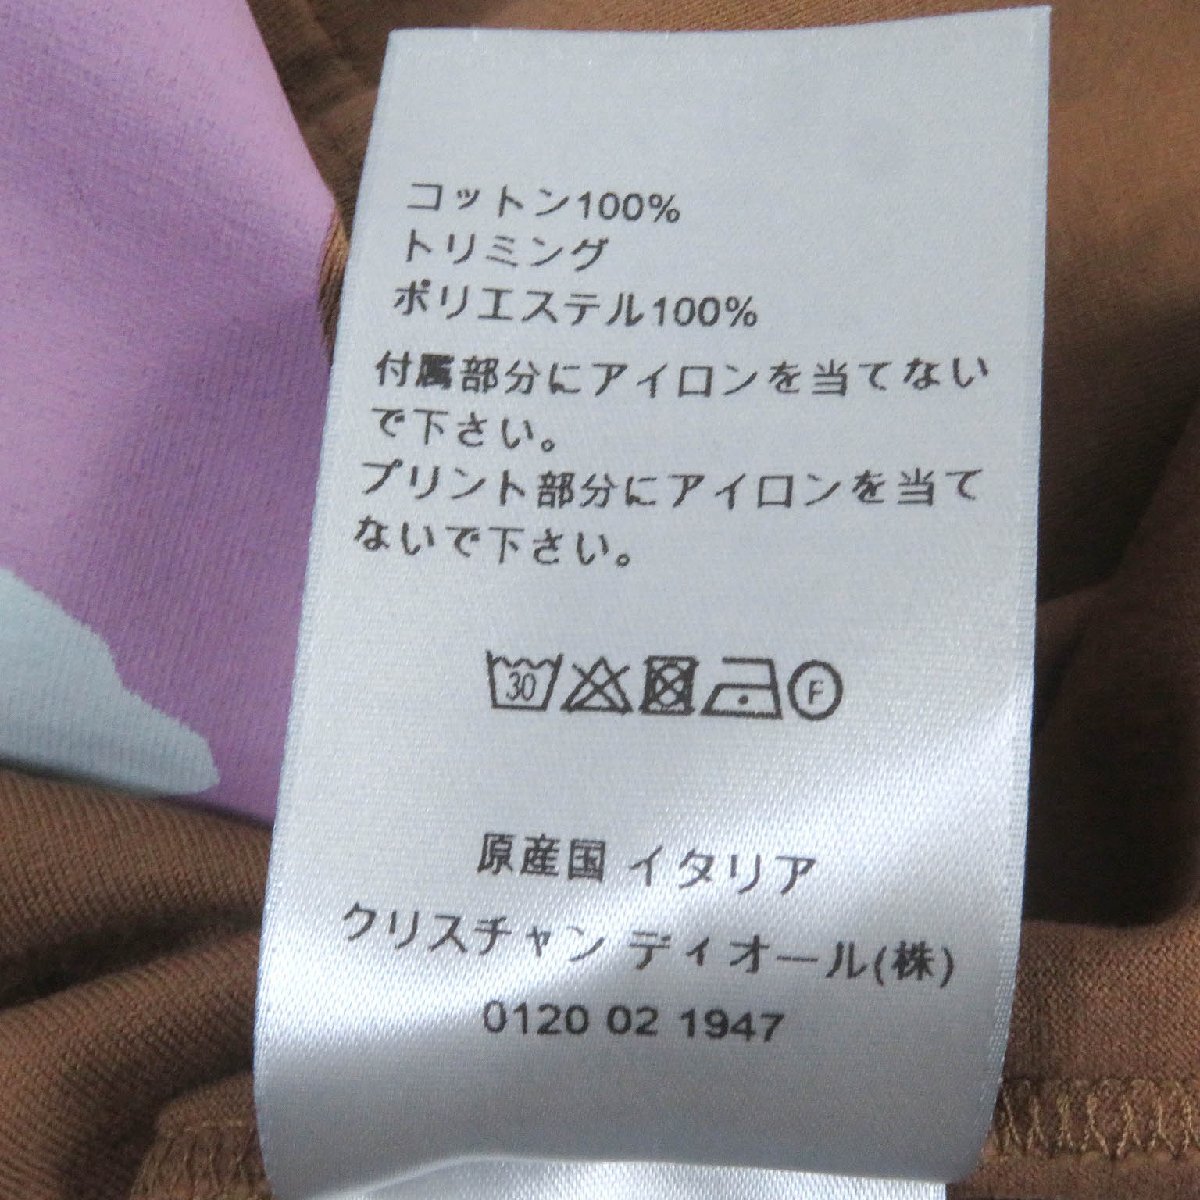 コットン100%
トリミング
ポリエステル100%
付属部分にアイロンを当てない
で下さい。
プリント部分にアイロンを当て
ないで下さい。
30 F
原産国 イタリア
クリスチャン ディオール(株)
0120 02 1947